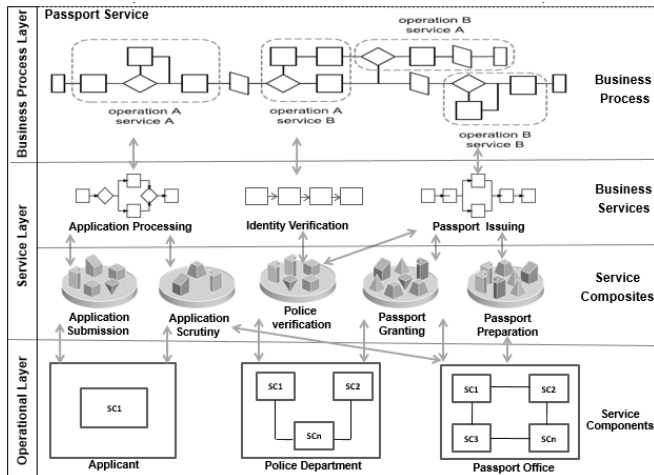 Passport Service
Business Process Layer
operation B
service A
operation A
service A
operation A
service B
operation B
service B
Business
Process
Service Layer
Application Processing
Identity Verification
Passport Issuing
Business
Services
Application
Submission
Application
Scrutiny
Police
verification
Passport
Granting
Passport
Preparation
Service
Composites
Operational Layer
SC1
Applicant
SC1
SC2
SCn
Police Department
SC1
SC2
SC3
SCn
Passport Office
Service
Components